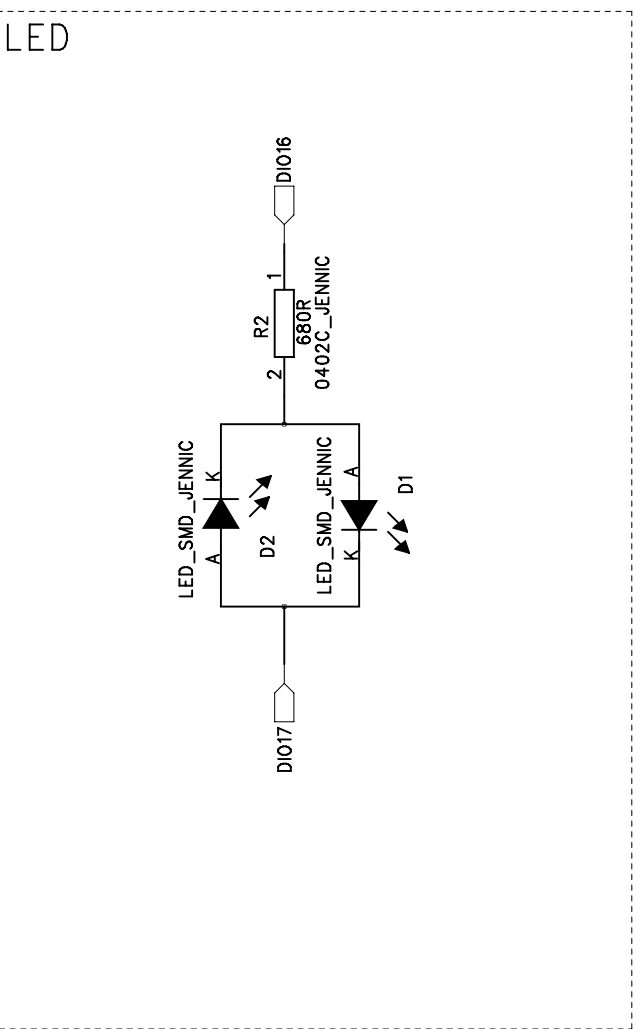 LED
DIO16
1
R2
680R
0402C_JENNIC
2
LED_SMD_JENNIC
K
A
D2
LED_SMD_JENNIC
A
K
D1
DIO17